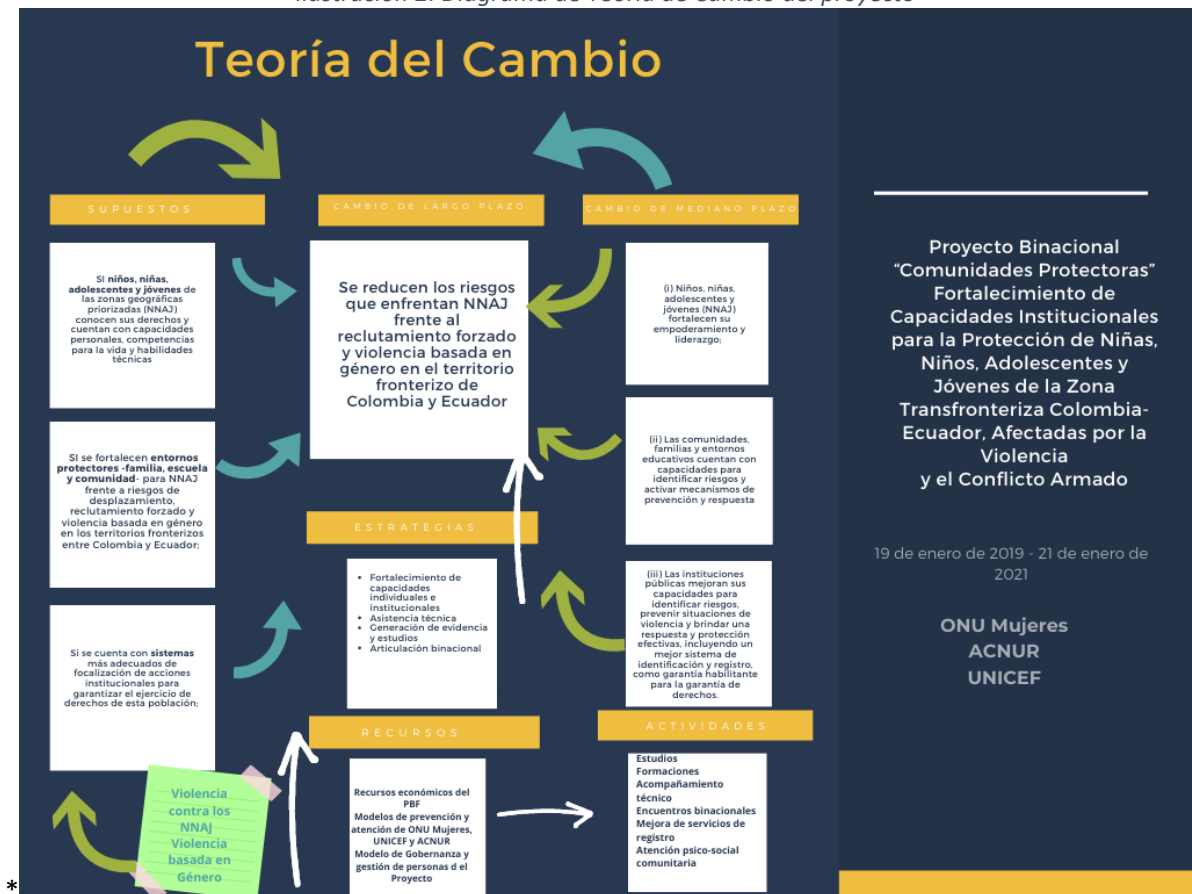 Ilustración 2. Diagrama de Teoría de Cambio del proyecto
Teoría del Cambio
SUPUESTOS
SI niños, niñas,
adolescentes y jóvenes de
las zonas geográficas
priorizadas (NNAJ)
conocen sus derechos y
cuentan con capacidades
personales, competencias
para la vida y habilidades
técnicas
SI se fortalecen entornos
protectores -familia, escuela
y comunidad- para NNAJ
frente a riesgos de
desplazamiento,
reclutamiento forzado y
violencia basada en género
en los territorios fronterizos
entre Colombia y Ecuador;
Si se cuenta con sistemas
más adecuados de
focalización de acciones
institucionales para
garantizar el ejercicio de
derechos de esta población;
Violencia
contra los
NNAJ
Violencia
basada en
Género
CAMBIO DE LARGO PLAZO
Se reducen los riesgos
que enfrentan NNAJ
frente al
reclutamiento forzado
y violencia basada en
género en el territorio
fronterizo de
Colombia y Ecuador
ESTRATEGIAS
• Fortalecimiento de
capacidades
individuales e
institucionales
• Asistencia técnica
• Generación de evidencia
y estudios
• Articulación binacional
RECURSOS
Recursos económicos del
PBF
Modelos de prevención y
atención de ONU Mujeres,
UNICEF y ACNUR
Modelo de Gobernanza y
gestión de personas d el
Proyecto
CAMBIO DE MEDIANO PLAZO
(i) Niños, niñas,
adolescentes y
jóvenes (NNAJ)
fortalecen su
empoderamiento y
liderazgo;
(ii) Las comunidades,
familias y entornos
educativos cuentan con
capacidades para
identificar riesgos y
activar mecanismos de
prevención y respuesta
(iii) Las instituciones
públicas mejoran sus
capacidades para
identificar riesgos,
prevenir situaciones de
violencia y brindar una
respuesta y protección
efectivas, incluyendo un
mejor sistema de
identificación y registro,
como garantía habilitante
para la garantía de
derechos.
ACTIVIDADES
Estudios
Formaciones
Acompañamiento
técnico
Encuentros binacionales
Mejora de servicios de
registro
Atención psico-social
comunitaria
Proyecto Binacional
“Comunidades Protectoras”
Fortalecimiento de
Capacidades Institucionales
para la Protección de Niñas,
Niños, Adolescentes y
Jóvenes de la Zona
Transfronteriza Colombia-
Ecuador, Afectadas por la
Violencia
y el Conflicto Armado
19 de enero de 2019 - 21 de enero de
2021
ONU Mujeres
ACNUR
UNICEF
*